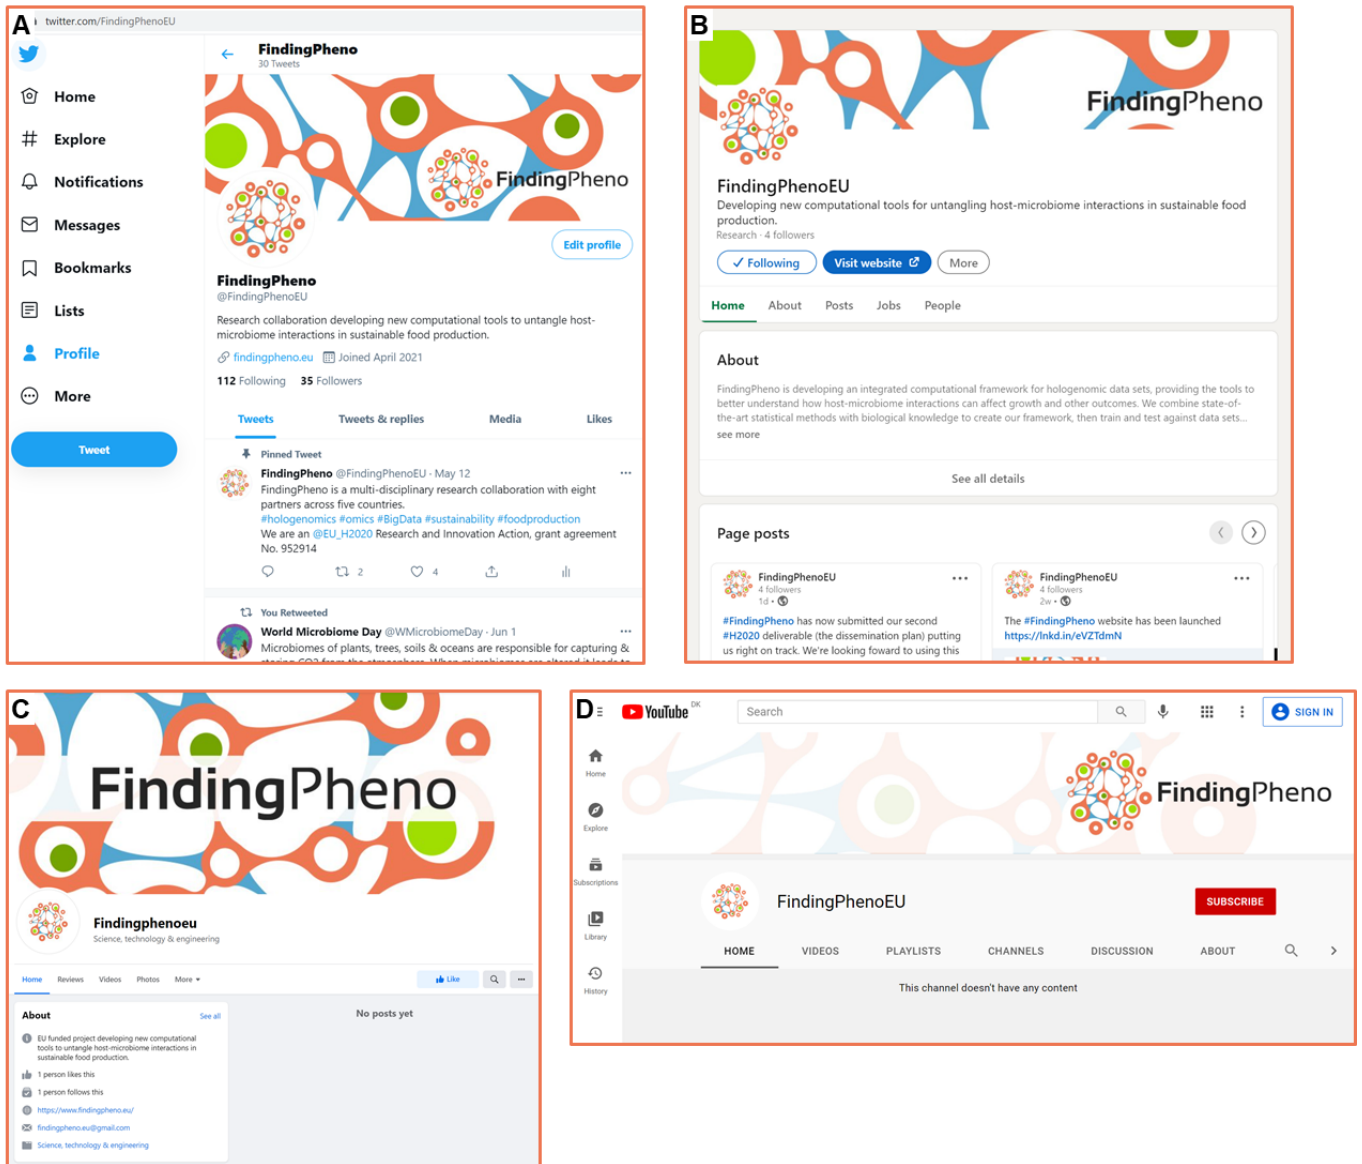 A
twitter.com/FindingPhenoEU
Home
Explore
Notifications
Messages
Bookmarks
Lists
Profile
More
Tweet
FindingPheno
30 Tweets
FindingPheno
Edit profile
FindingPheno
@FindingPhenoEU
Research collaboration developing new computational tools to untangle host-
microbiome interactions in sustainable food production.
findingpheno.eu Joined April 2021
112 Following 35 Followers
Tweets Tweets & replies Media Likes
Pinned Tweet
FindingPheno @FindingPhenoEU · May 12
FindingPheno is a multi-disciplinary research collaboration with eight
partners across five countries.
#hologenomics #omics #BigData #sustainability #foodproduction
We are an @EU_H2020 Research and Innovation Action, grant agreement
No. 952914
2 4
You Retweeted
World Microbiome Day @WMicrobiomeDay · Jun 1
Microbiomes of plants, trees, soils & oceans are responsible for capturing &
storing CO2 from the atmosphere. When microbiomes are altered it leads to
B
FindingPheno
FindingPhenoEU
Developing new computational tools for untangling host-microbiome interactions in sustainable food
production.
Research · 4 followers
Following Visit website More
Home About Posts Jobs People
About
FindingPheno is developing an integrated computational framework for hologenomic data sets, providing the tools to
better understand how host-microbiome interactions can affect growth and other outcomes. We combine state-of-
the-art statistical methods with biological knowledge to create our framework, then train and test against data sets...
see more
See all details
Page posts
FindingPhenoEU
4 followers
1d •
#FindingPheno has now submitted our second
#H2020 deliverable (the dissemination plan) putting
us right on track. We're looking foward to using this
FindingPhenoEU
4 followers
2w •
The #FindingPheno website has been launched
https://lnkd.in/eVZTdmN
C
FindingPheno
Findingphenoeu
Science, technology & engineering
Home Reviews Videos Photos More
Like
About See all
EU funded project developing new computational
tools to untangle host-microbiome interactions in
sustainable food production.
1 person likes this
1 person follows this
https://www.findingpheno.eu/
findingpheno.eu@gmail.com
Science, technology & engineering
No posts yet
D
YouTube DK
Search
SIGN IN
Home
Explore
Subscriptions
Library
History
FindingPheno
FindingPhenoEU
SUBSCRIBE
HOME VIDEOS PLAYLISTS CHANNELS DISCUSSION ABOUT
This channel doesn't have any content